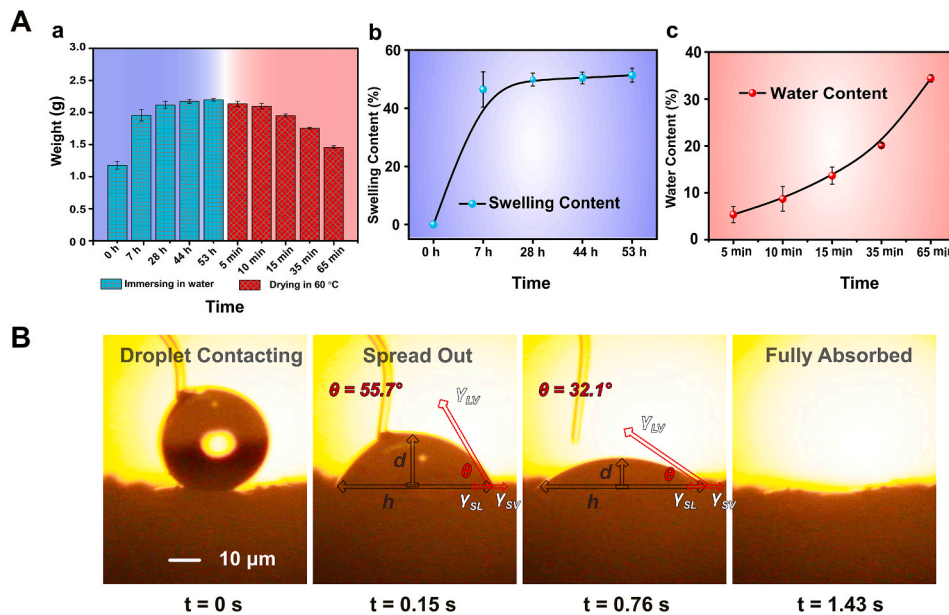 A
a
Weight (g)
3.0
2.5
2.0
1.5
1.0
0.5
0.0
0 h
7 h
28 h
44 h
53 h
5 min
10 min
15 min
35 min
65 min
Immersing in water
Drying in 60 °C
Time
b
Swelling Content (%)
60
40
20
0
Swelling Content
0 h
7 h
28 h
44 h
53 h
Time
c
Water Content (%)
40
30
20
10
0
Water Content
5 min
10 min
15 min
35 min
65 min
Time
B
Droplet Contacting
10 μm
t = 0 s
Spread Out
θ = 55.7°
γLV
d
θ
h
γSL
γSV
t = 0.15 s
θ = 32.1°
γLV
d
θ
h
γSL
γSV
t = 0.76 s
Fully Absorbed
t = 1.43 s